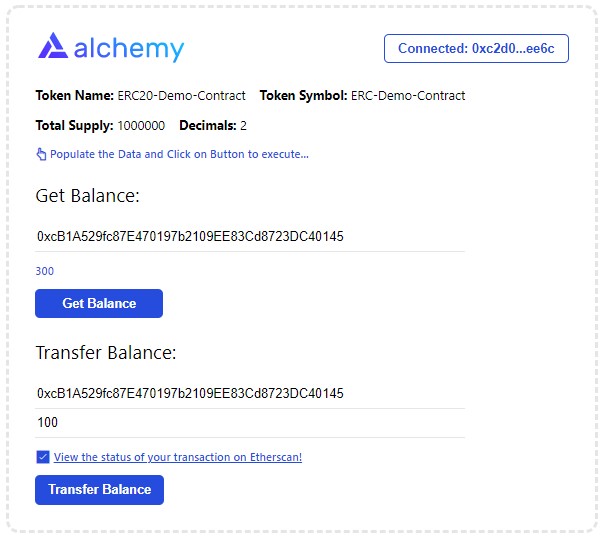 alchemy
Connected: 0xc2d0...ee6c
Token Name: ERC20-Demo-Contract Token Symbol: ERC-Demo-Contract
Total Supply: 1000000 Decimals: 2
Populate the Data and Click on Button to execute...
Get Balance:
0xcB1A529fc87E470197b2109EE83Cd8723DC40145
300
Get Balance
Transfer Balance:
0xcB1A529fc87E470197b2109EE83Cd8723DC40145
100
View the status of your transaction on Etherscan!
Transfer Balance